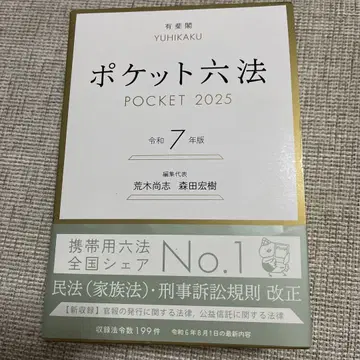 有斐閣
YUHIKAKU
ポケット六法
POCKET 2025
令和7年版
編集代表
荒木尚志 森田宏樹
携帯用六法
全国シェア No.1
民法(家族法)・刑事訴訟規則 改正
【新収録】官報の発行に関する法律、公益信託に関する法律
収録法令数199件 令和6年8月1日の最新内容